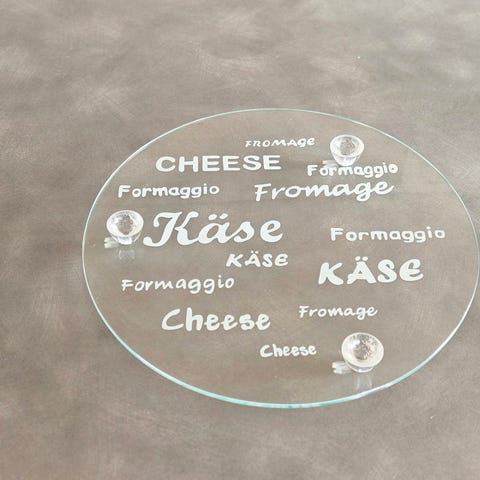 FROMAGE
CHEESE
Formaggio
Formaggio
Fromage
Käse
Formaggio
KÄSE
KÄSE
Formaggio
Cheese
Fromage
Cheese